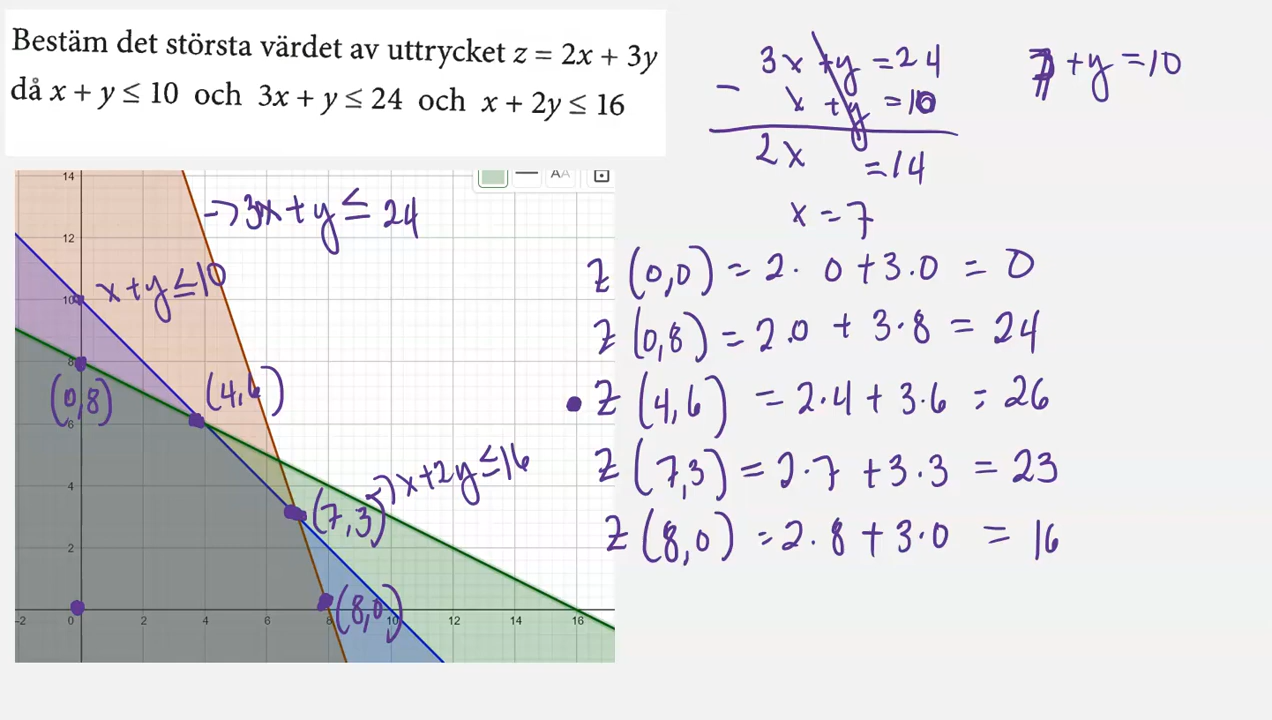 Bestäm det största värdet av uttrycket z = 2x + 3y
då x + y ≤ 10 och 3x + y ≤ 24 och x + 2y ≤ 16
3x + y = 24
- x + y = 10
2x = 14
x = 7
7 + y = 10
AA
14
12
10
8
6
4
2
-2 0 2 4 6 8 10 12 14 16
→ 3x + y ≤ 24
x + y ≤ 10
(0,8)
(4,6)
→ x + 2y ≤ 16
(7,3)
(8,0)
z (0,0) = 2 · 0 + 3 · 0 = 0
z (0,8) = 2 · 0 + 3 · 8 = 24
• z (4,6) = 2 · 4 + 3 · 6 = 26
z (7,3) = 2 · 7 + 3 · 3 = 23
z (8,0) = 2 · 8 + 3 · 0 = 16